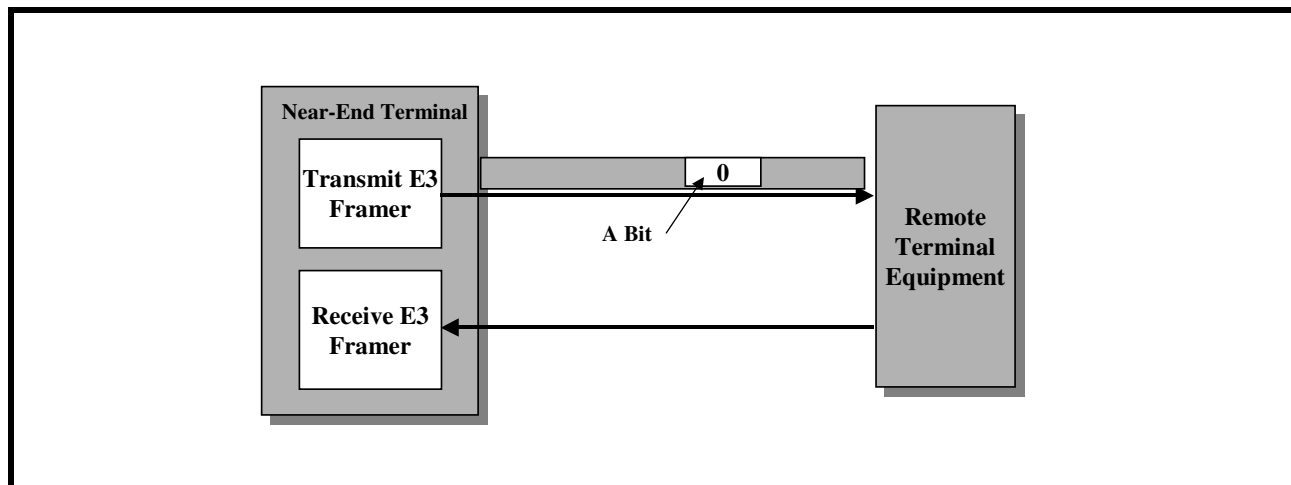 Near-End Terminal
Transmit E3
Framer
0
A Bit
Receive E3
Framer
Remote
Terminal
Equipment